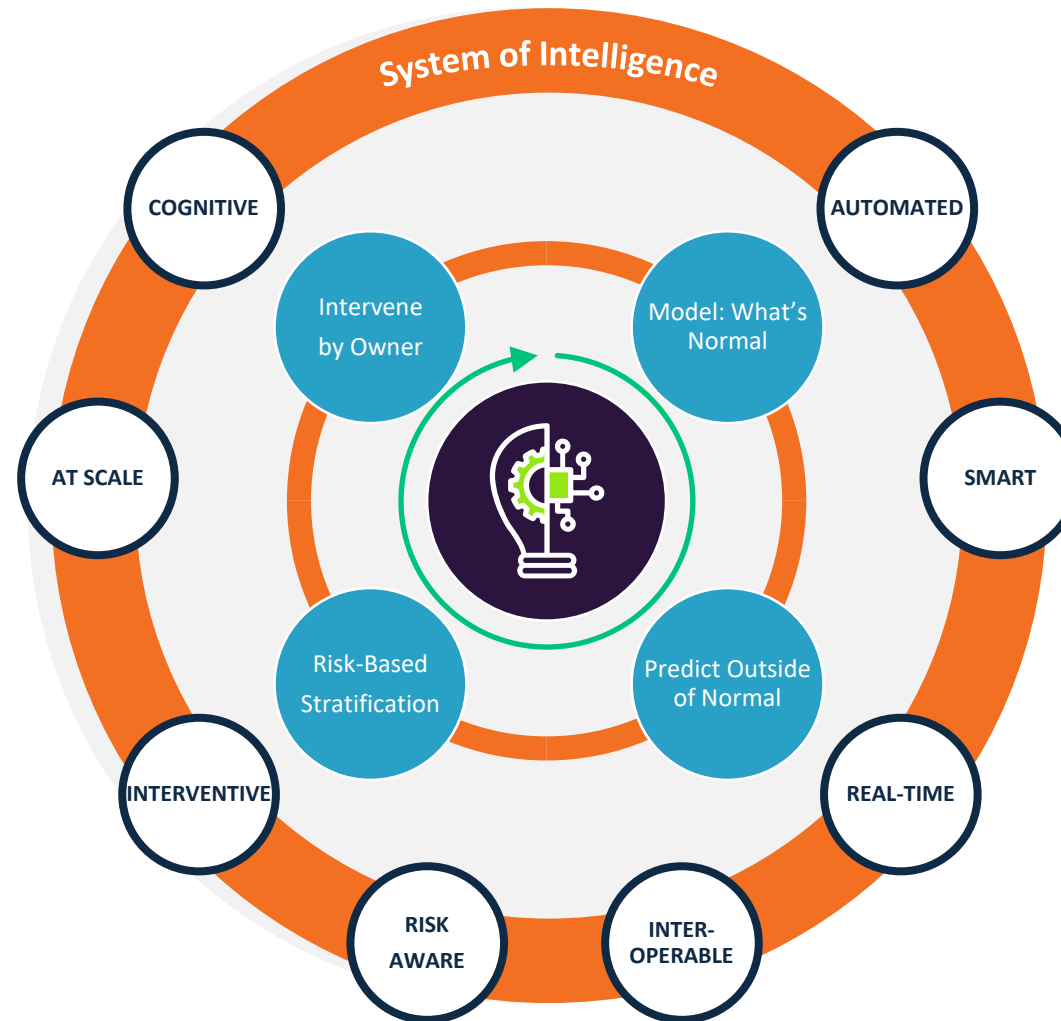 System of Intelligence
COGNITIVE
AUTOMATED
Intervene
by Owner
Model: What's
Normal
AT SCALE
SMART
Risk-Based
Stratification
Predict Outside
of Normal
INTERVENTIVE
REAL-TIME
RISK
AWARE
INTER-
OPERABLE